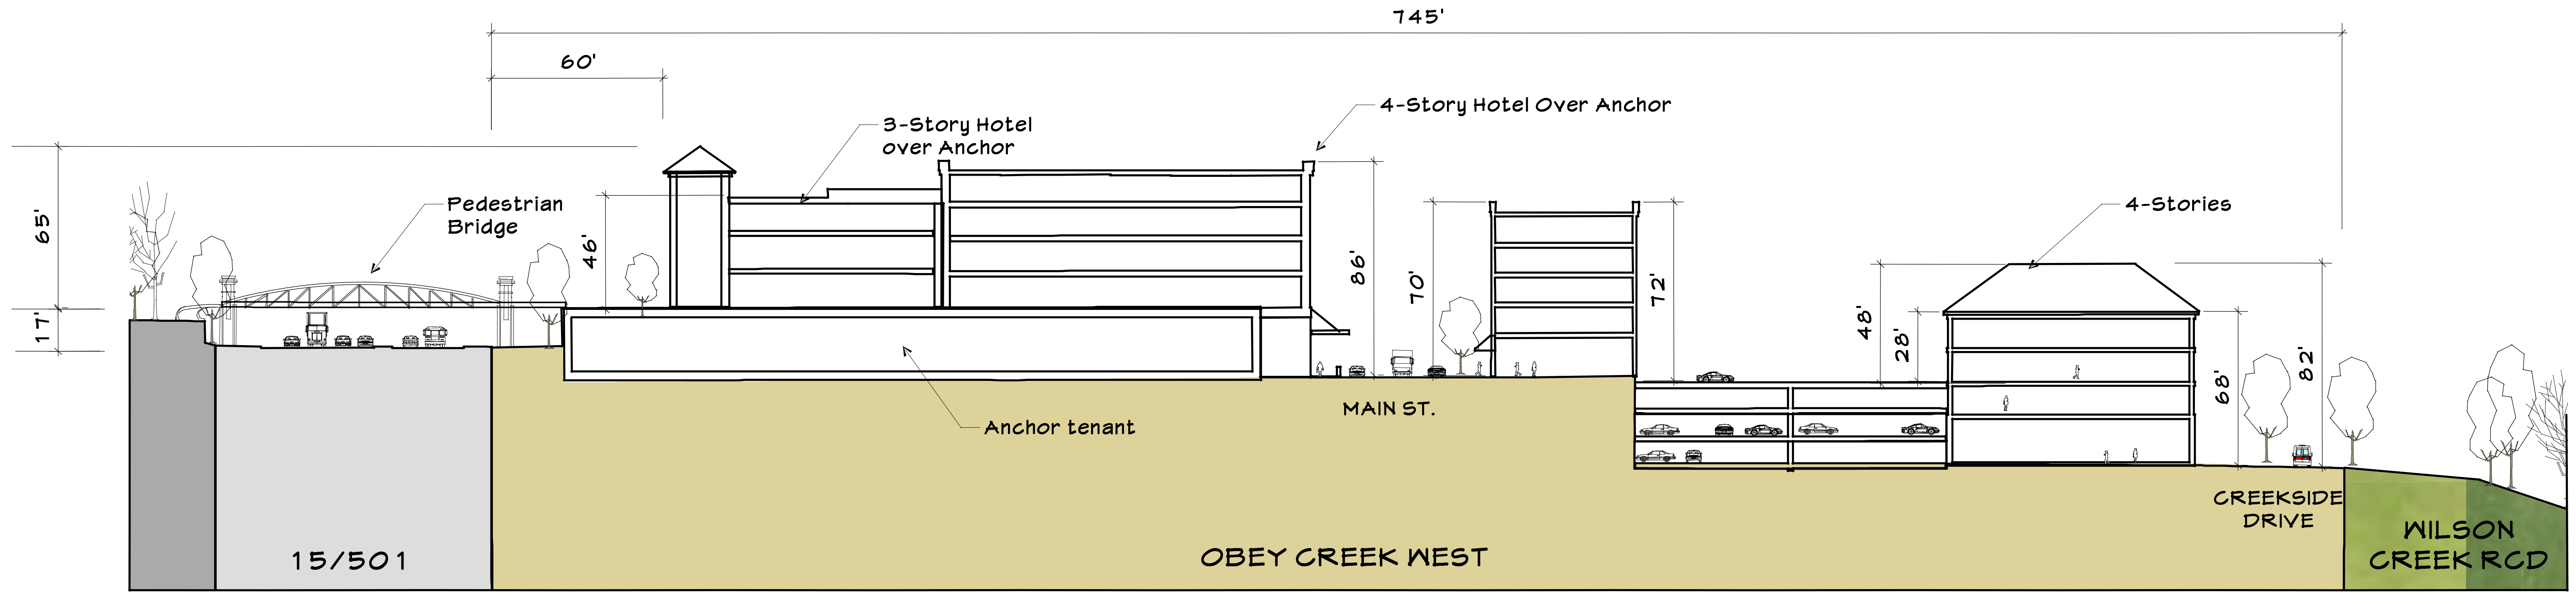 745'
60'
4-Story Hotel Over Anchor
3-Story Hotel
over Anchor
Pedestrian
Bridge
4-Stories
65'
17'
46'
86'
70'
72'
48'
28'
68'
82'
MAIN ST.
Anchor tenant
CREEKSIDE
DRIVE
15/501
OBEY CREEK WEST
WILSON
CREEK RCD